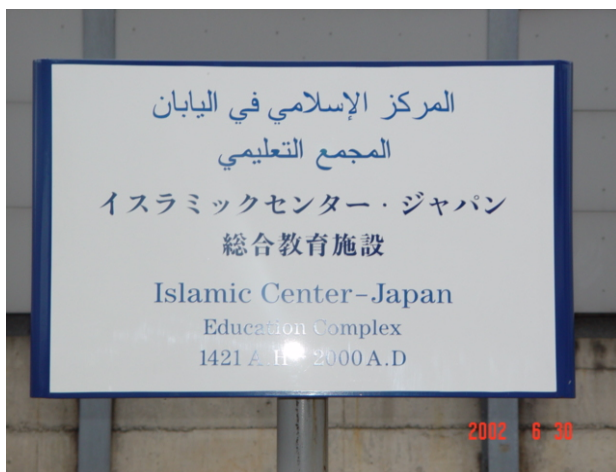 المركز الإسلامي في اليابان
المجمع التعليمي
イスラミックセンター・ジャパン
総合教育施設
Islamic Center-Japan
Education Complex
1421 A.H - 2000 A.D
2002 6 30